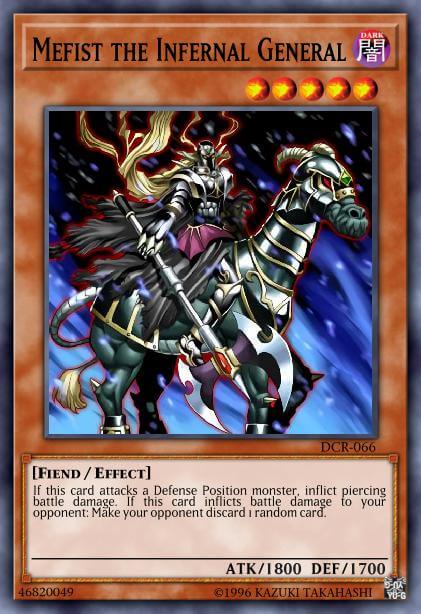 MEFIST THE INFERNAL GENERAL
DARK
闇
DCR-066
[FIEND / EFFECT]
If this card attacks a Defense Position monster, inflict piercing
battle damage. If this card inflicts battle damage to your
opponent: Make your opponent discard 1 random card.
ATK/1800 DEF/1700
46820049
©1996 KAZUKI TAKAHASHI